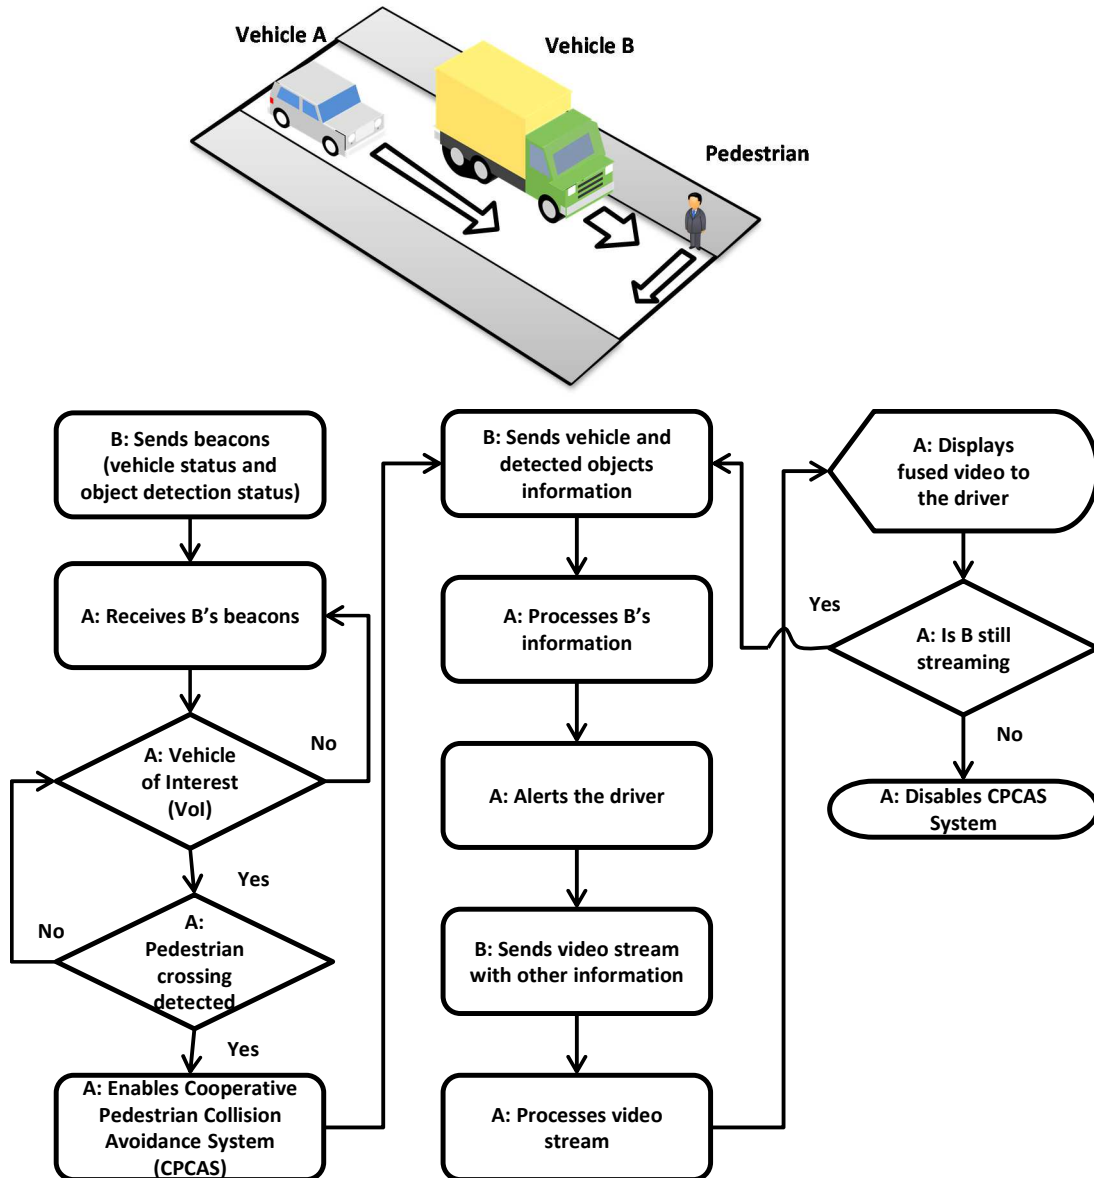 Vehicle A
Vehicle B
Pedestrian
B: Sends beacons
(vehicle status and
object detection status)
A: Receives B's beacons
A: Vehicle
of Interest
(VoI)
No
Yes
A:
Pedestrian
crossing
detected
No
Yes
A: Enables Cooperative
Pedestrian Collision
Avoidance System
(CPCAS)
B: Sends vehicle and
detected objects
information
A: Processes B's
information
A: Alerts the driver
B: Sends video stream
with other information
A: Processes video
stream
A: Displays
fused video to
the driver
Yes
A: Is B still
streaming
No
A: Disables CPCAS
System